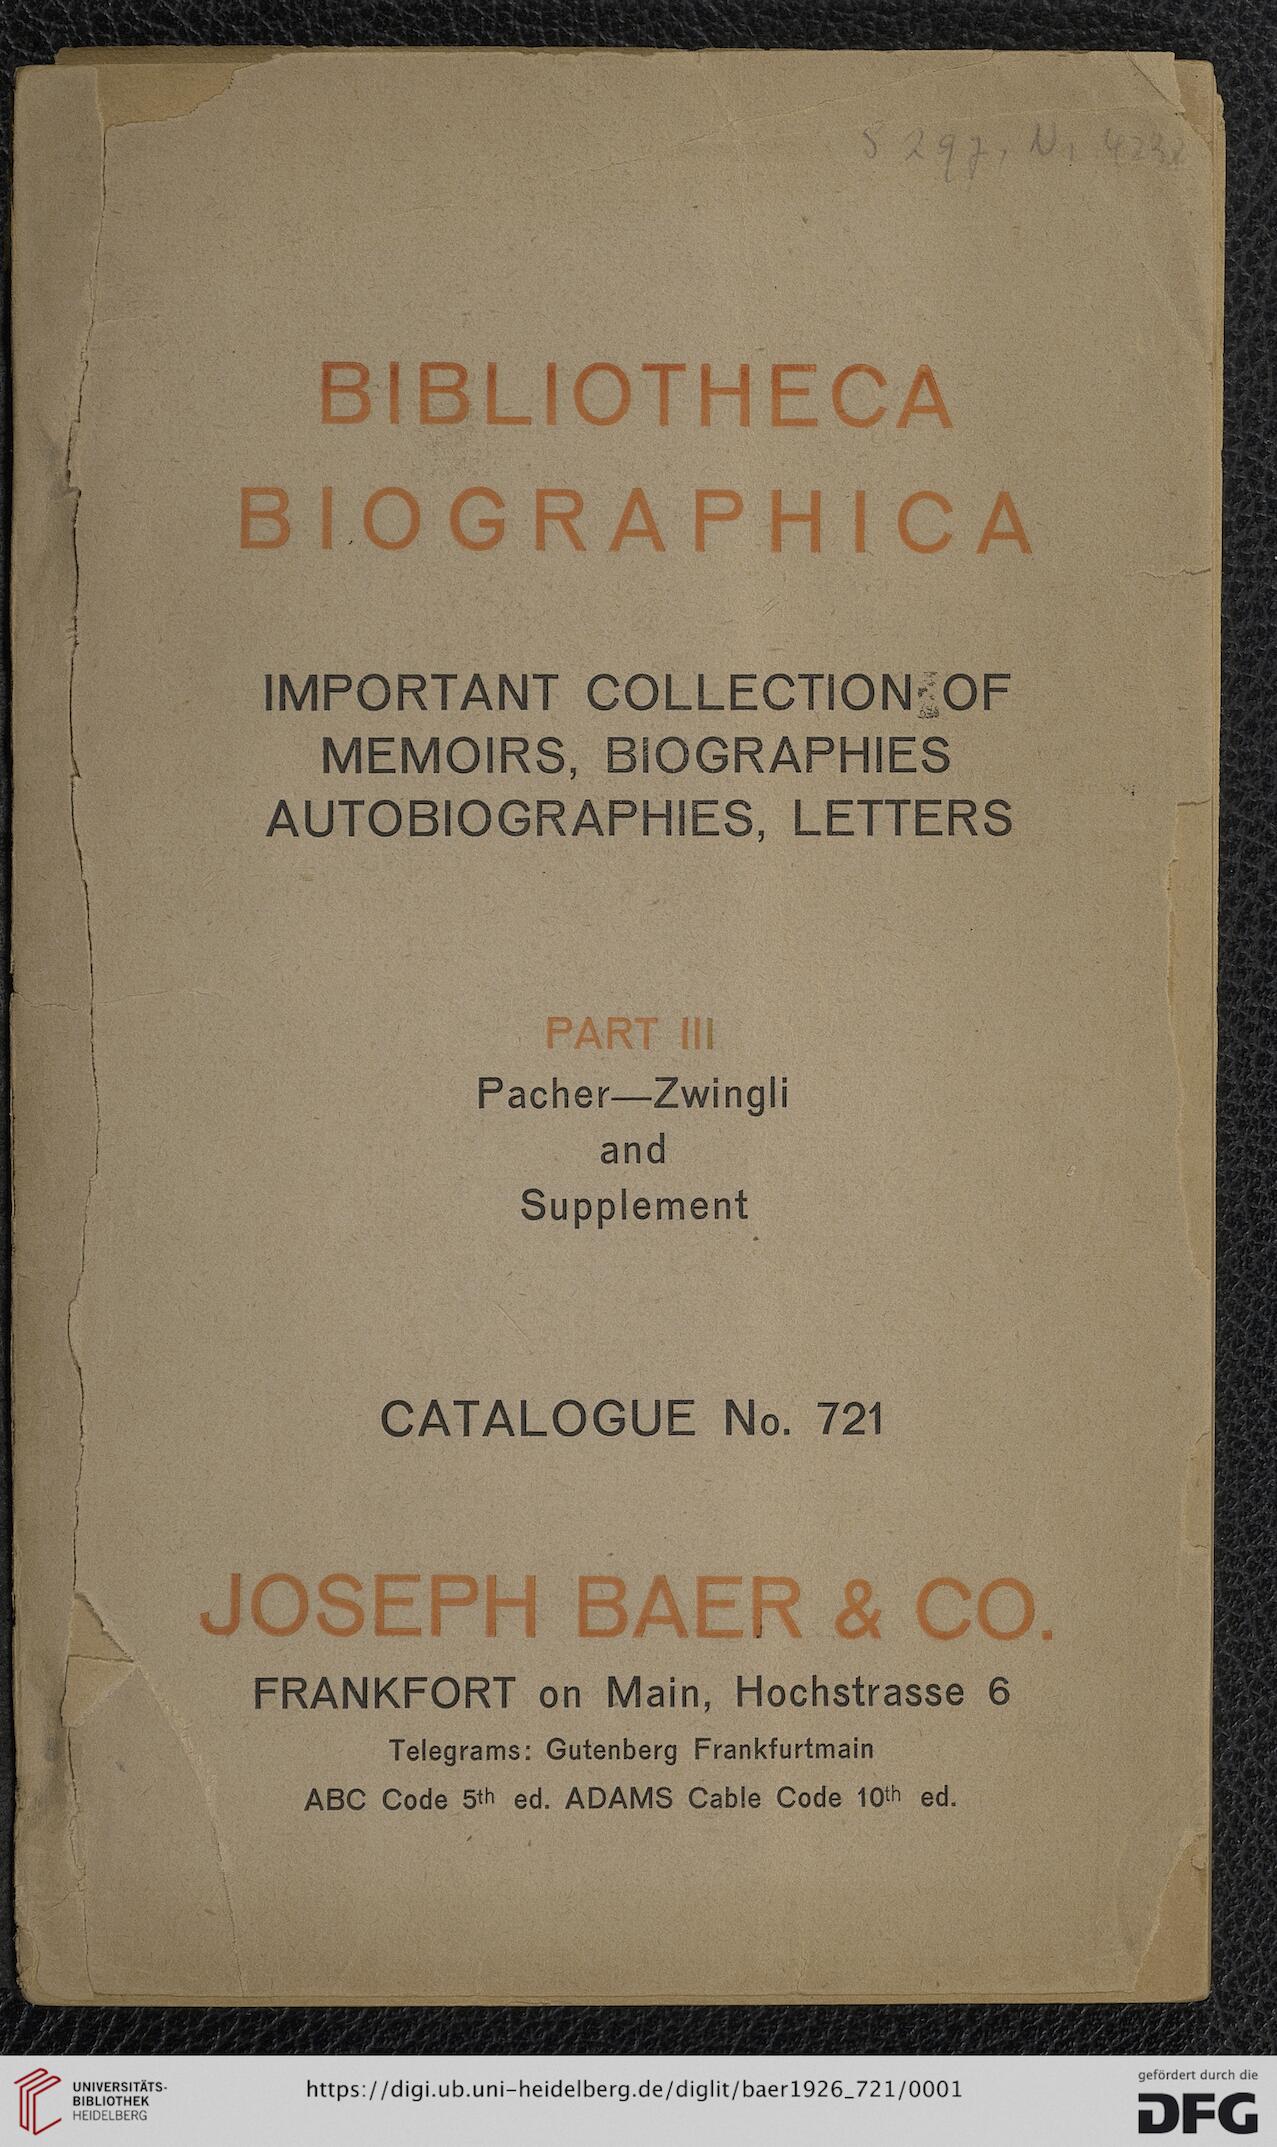 S 297, N, 4232
BIBLIOTHECA
BIOGRAPHICA
IMPORTANT COLLECTION OF
MEMOIRS, BIOGRAPHIES
AUTOBIOGRAPHIES, LETTERS
PART III
Pacher—Zwingli
and
Supplement
CATALOGUE No. 721
JOSEPH BAER & CO.
FRANKFORT on Main, Hochstrasse 6
Telegrams: Gutenberg Frankfurtmain
ABC Code 5th ed. ADAMS Cable Code 10th ed.
UNIVERSITÄTS-
BIBLIOTHEK
HEIDELBERG
https://digi.ub.uni-heidelberg.de/diglit/baer1926_721/0001
gefördert durch die
DFG